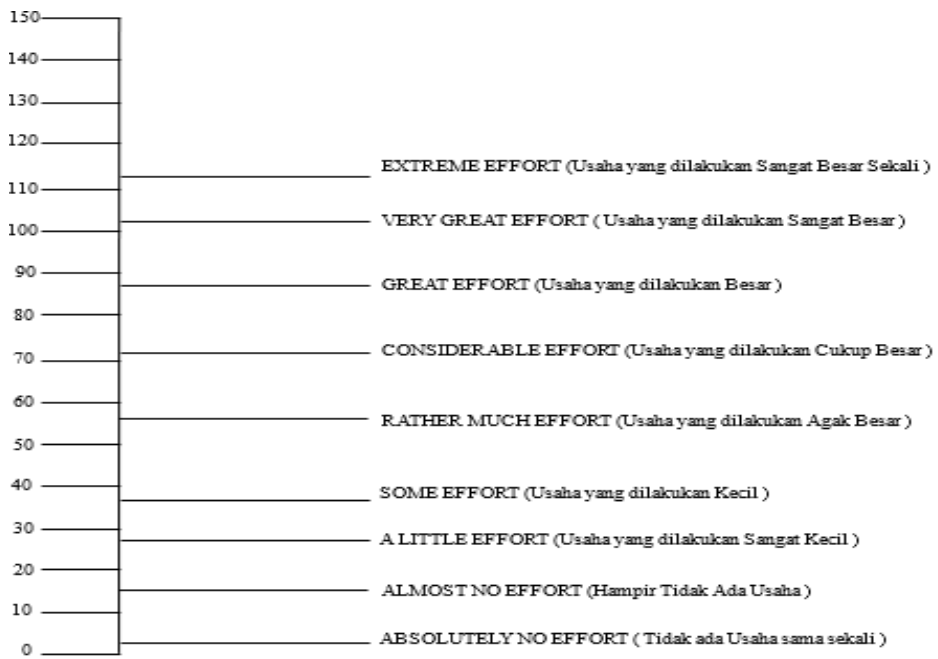 150
140
130
120
EXTREME EFFORT (Usaha yang dilakukan Sangat Besar Sekali )
110
VERY GREAT EFFORT ( Usaha yang dilakukan Sangat Besar )
100
90
GREAT EFFORT (Usaha yang dilakukan Besar )
80
CONSIDERABLE EFFORT (Usaha yang dilakukan Cukup Besar )
70
60
RATHER MUCH EFFORT (Usaha yang dilakukan Agak Besar )
50
40
SOME EFFORT (Usaha yang dilakukan Kecil )
30
A LITTLE EFFORT (Usaha yang dilakukan Sangat Kecil )
20
ALMOST NO EFFORT (Hampir Tidak Ada Usaha )
10
ABSOLUTELY NO EFFORT ( Tidak ada Usaha sama sekali )
0